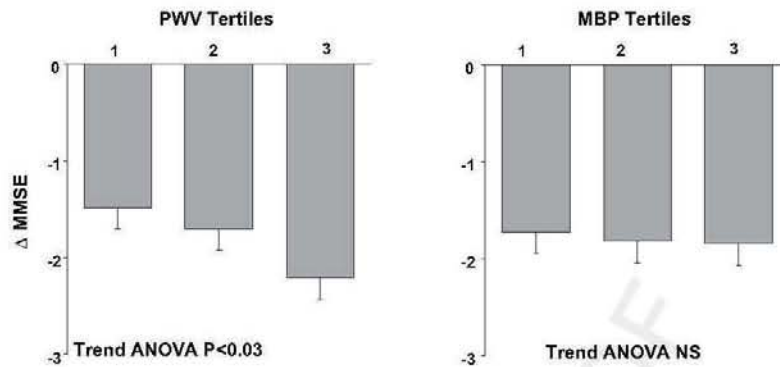 PWV Tertiles
MBP Tertiles
1 2 3
1 2 3
0
-1
-2
-3
Δ MMSE
0
-1
-2
-3
Trend ANOVA P<0.03
Trend ANOVA NS